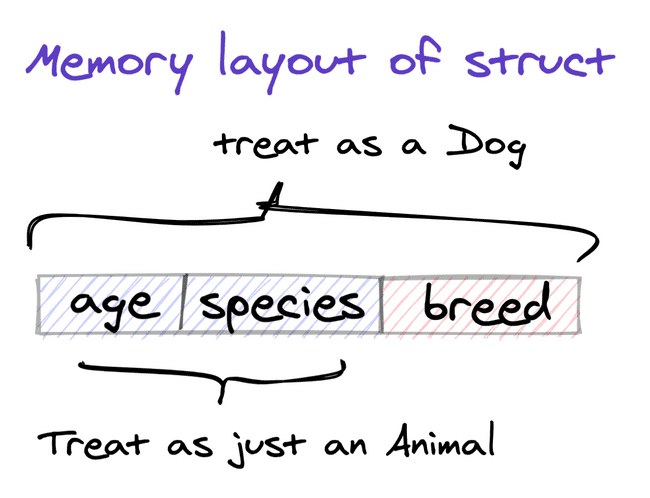 Memory layout of struct
treat as a Dog
age species breed
Treat as just an Animal